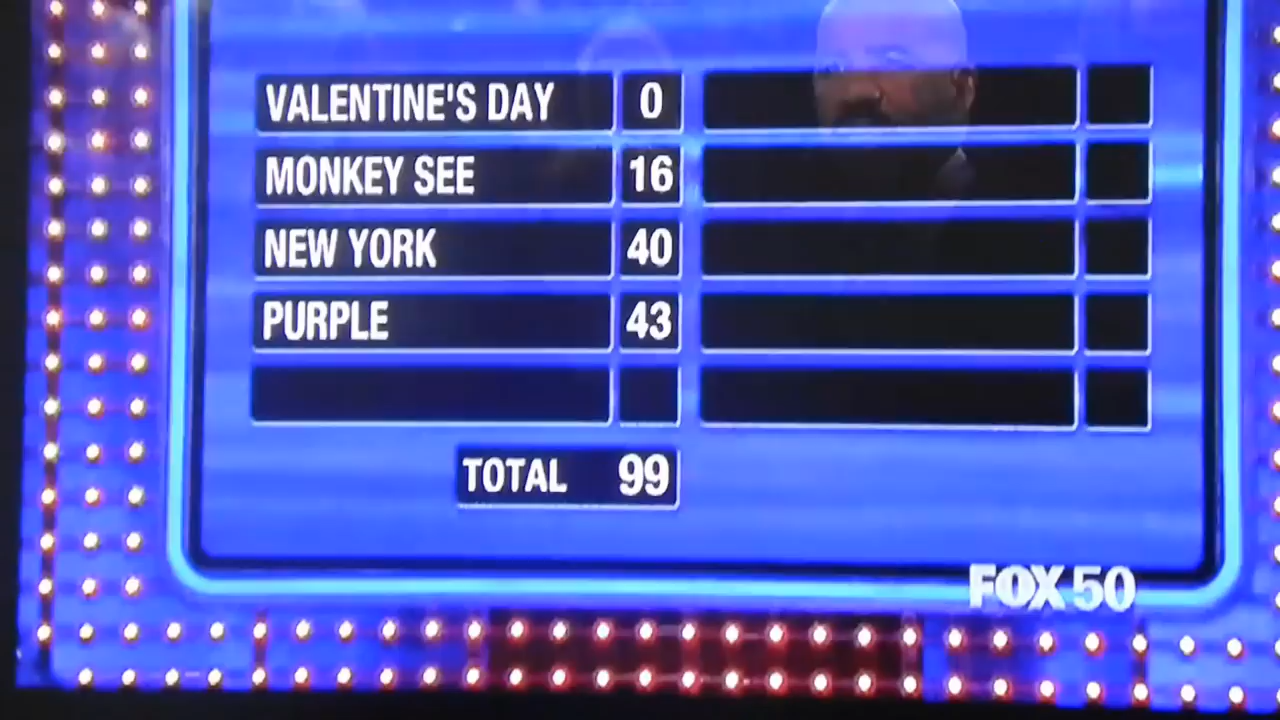 VALENTINE'S DAY 0
MONKEY SEE 16
NEW YORK 40
PURPLE 43
TOTAL 99
FOX 50